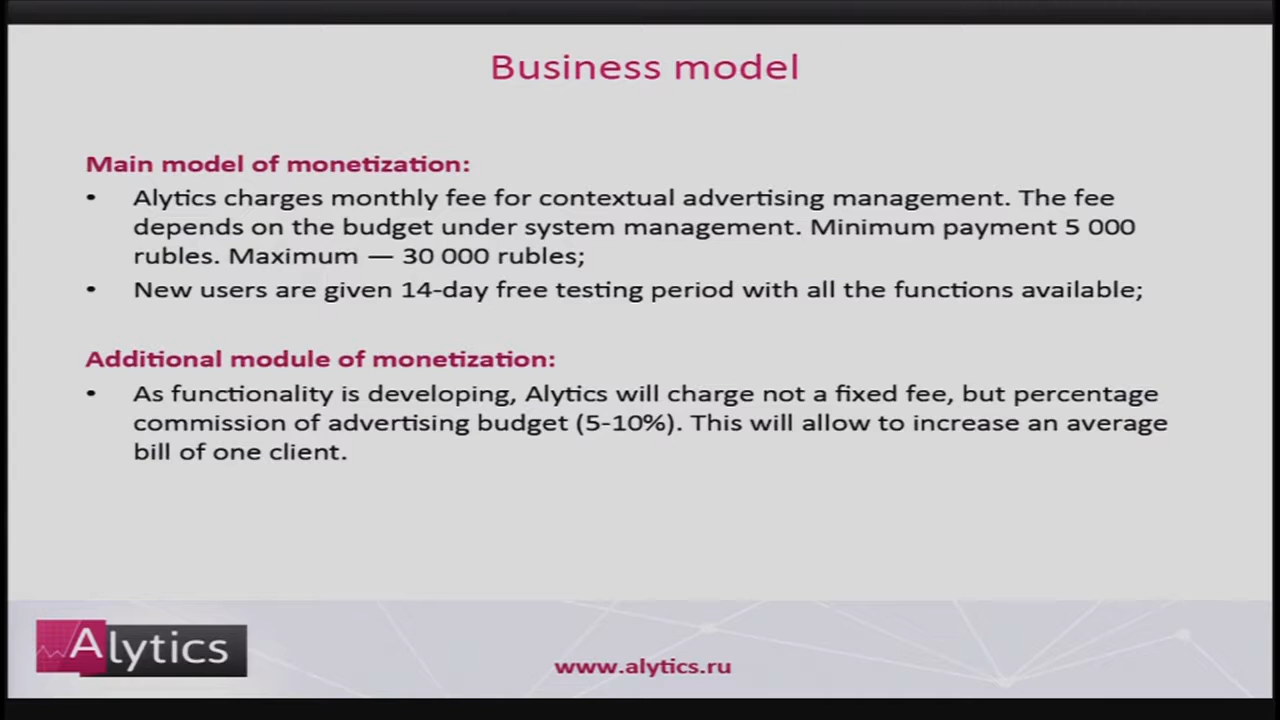 Business model
Main model of monetization:
• Alytics charges monthly fee for contextual advertising management. The fee
depends on the budget under system management. Minimum payment 5 000
rubles. Maximum — 30 000 rubles;
• New users are given 14-day free testing period with all the functions available;
Additional module of monetization:
• As functionality is developing, Alytics will charge not a fixed fee, but percentage
commission of advertising budget (5-10%). This will allow to increase an average
bill of one client.
Alytics
www.alytics.ru